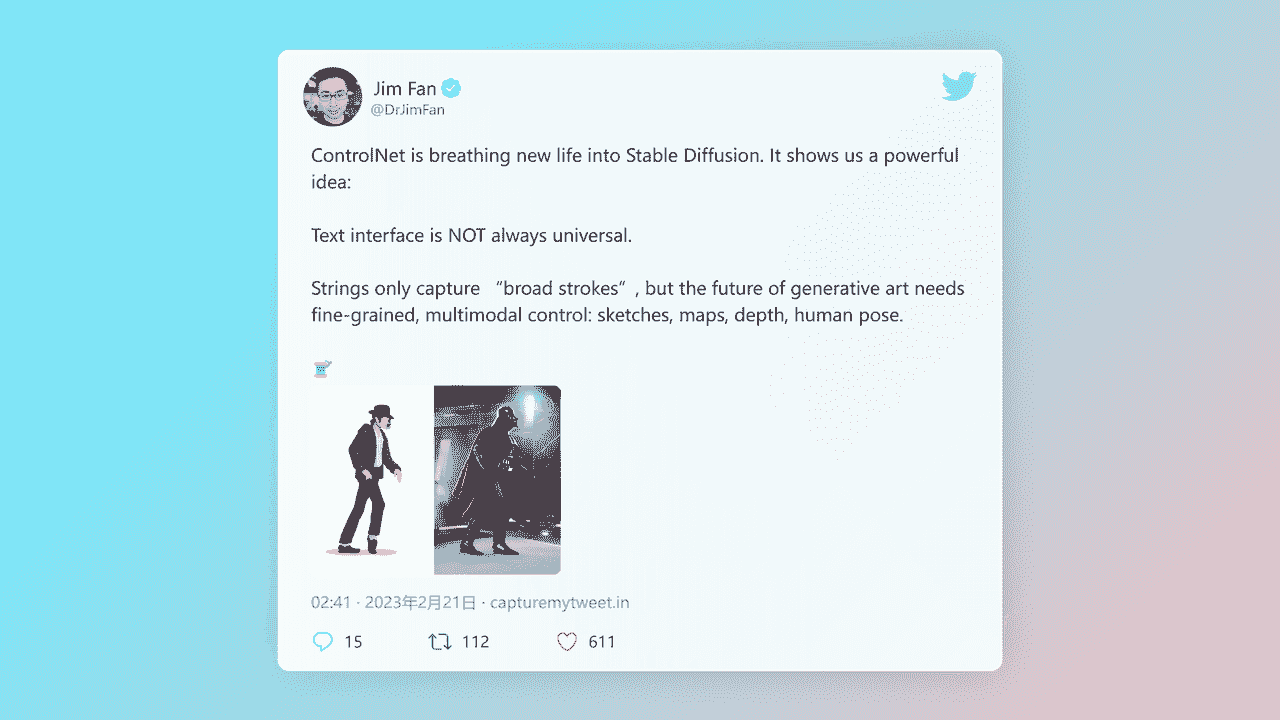 Jim Fan
@DrJimFan
ControlNet is breathing new life into Stable Diffusion. It shows us a powerful
idea:
Text interface is NOT always universal.
Strings only capture “broad strokes“, but the future of generative art needs
fine-grained, multimodal control: sketches, maps, depth, human pose.
02:41 · 2023年2月21日 · capturemytweet.in
15 112 611